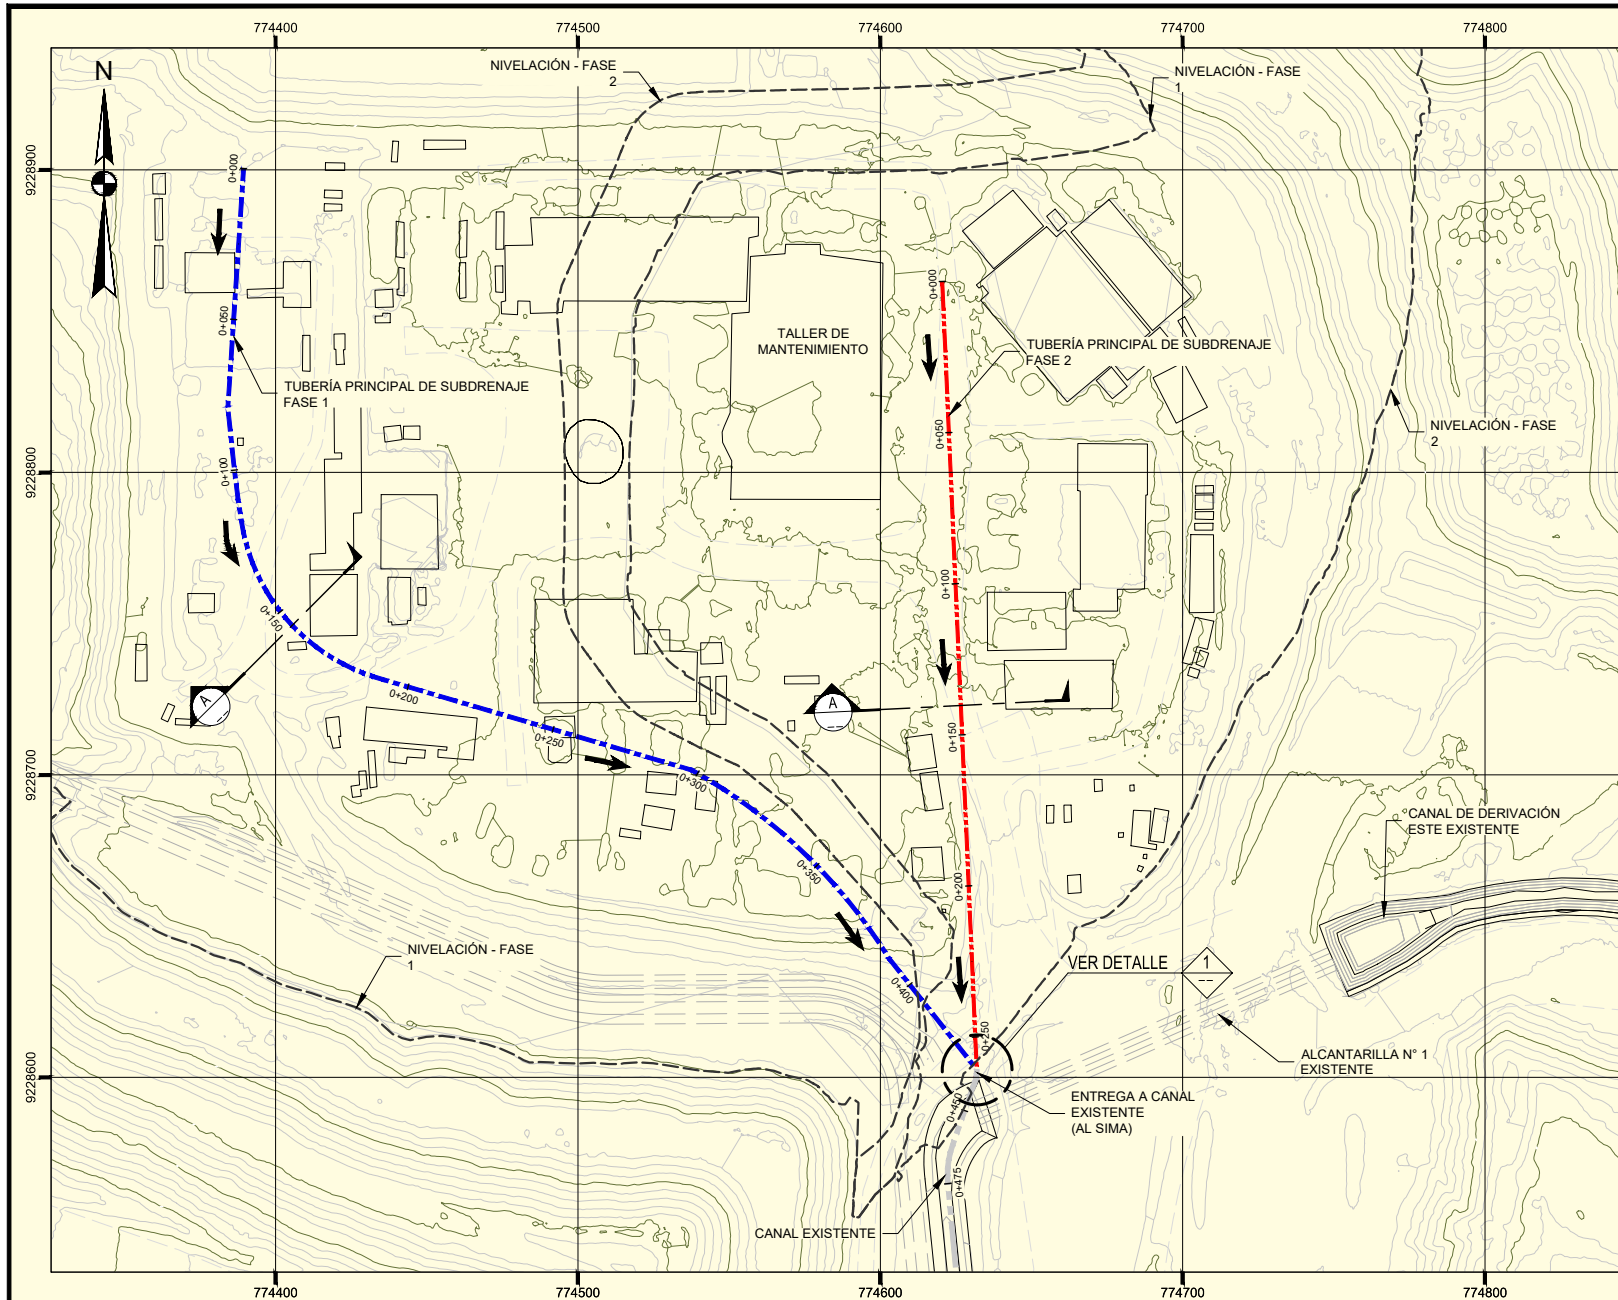 774400
774500
774600
774700
774800
N
NIVELACIÓN - FASE
2
NIVELACIÓN - FASE
1
9228900
0+000
0+000
0+050
TALLER DE
MANTENIMIENTO
TUBERÍA PRINCIPAL DE SUBDRENAJE
FASE 2
TUBERÍA PRINCIPAL DE SUBDRENAJE
FASE 1
NIVELACIÓN - FASE
2
0+050
9228800
0+100
0+100
0+150
0+200
A
A
0+150
0+250
9228700
0+300
CANAL DE DERIVACIÓN
ESTE EXISTENTE
0+350
0+200
NIVELACIÓN - FASE
1
VER DETALLE
1
--
0+400
0+250
ALCANTARILLA N° 1
EXISTENTE
9228600
ENTREGA A CANAL
EXISTENTE
(AL SIMA)
0+450
0+475
CANAL EXISTENTE
774400
774500
774600
774700
774800